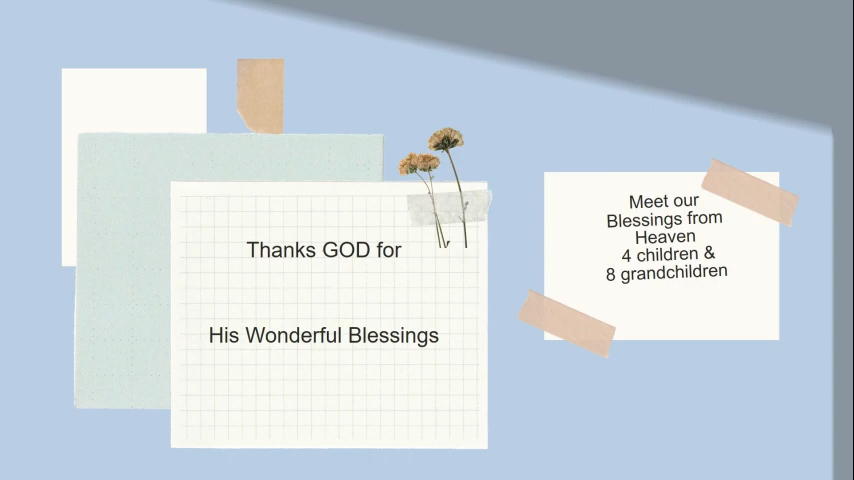 Thanks GOD for
His Wonderful Blessings
Meet our
Blessings from
Heaven
4 children &
8 grandchildren